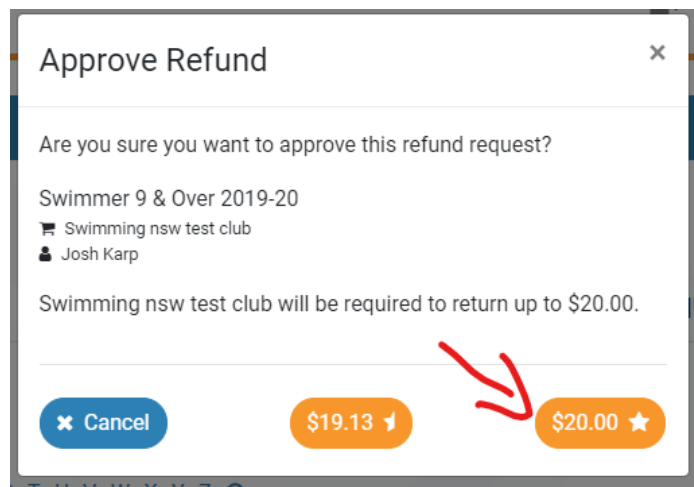 Approve Refund ×
Are you sure you want to approve this refund request?
Swimmer 9 & Over 2019-20
Swimming nsw test club
Josh Karp
Swimming nsw test club will be required to return up to $20.00.
Cancel $19.13 $20.00